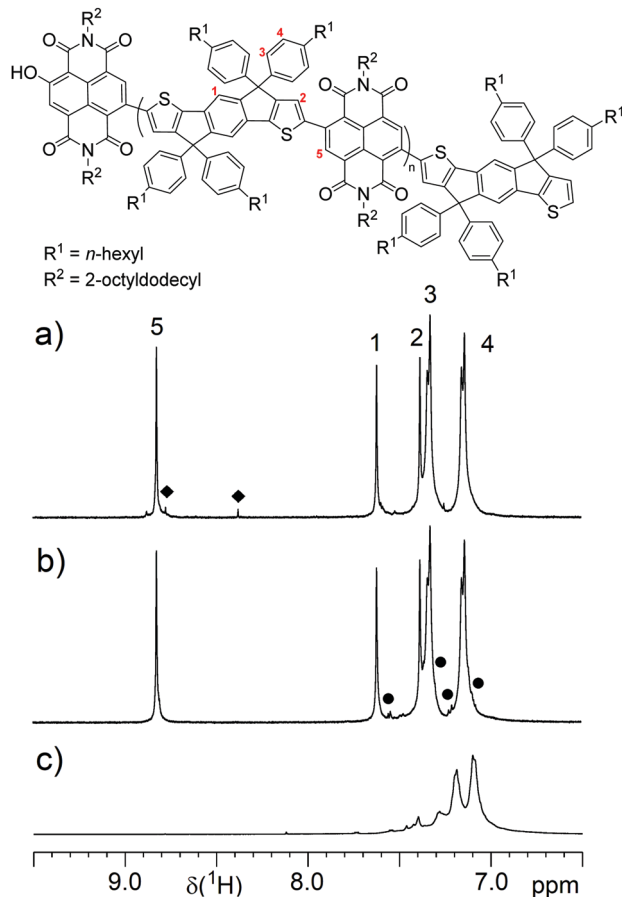 R² R¹ 4 R¹
O N O 3 R² R¹
HO 1 S 2 O N O R¹
S
O N O S 5 S
R² R¹ R¹ O N O n
R² R¹ S
R¹
R¹ = n-hexyl
R² = 2-octyldodecyl
a) 5 1 2 3 4
b)
c)
9.0 8.0 7.0
δ(¹H) ppm